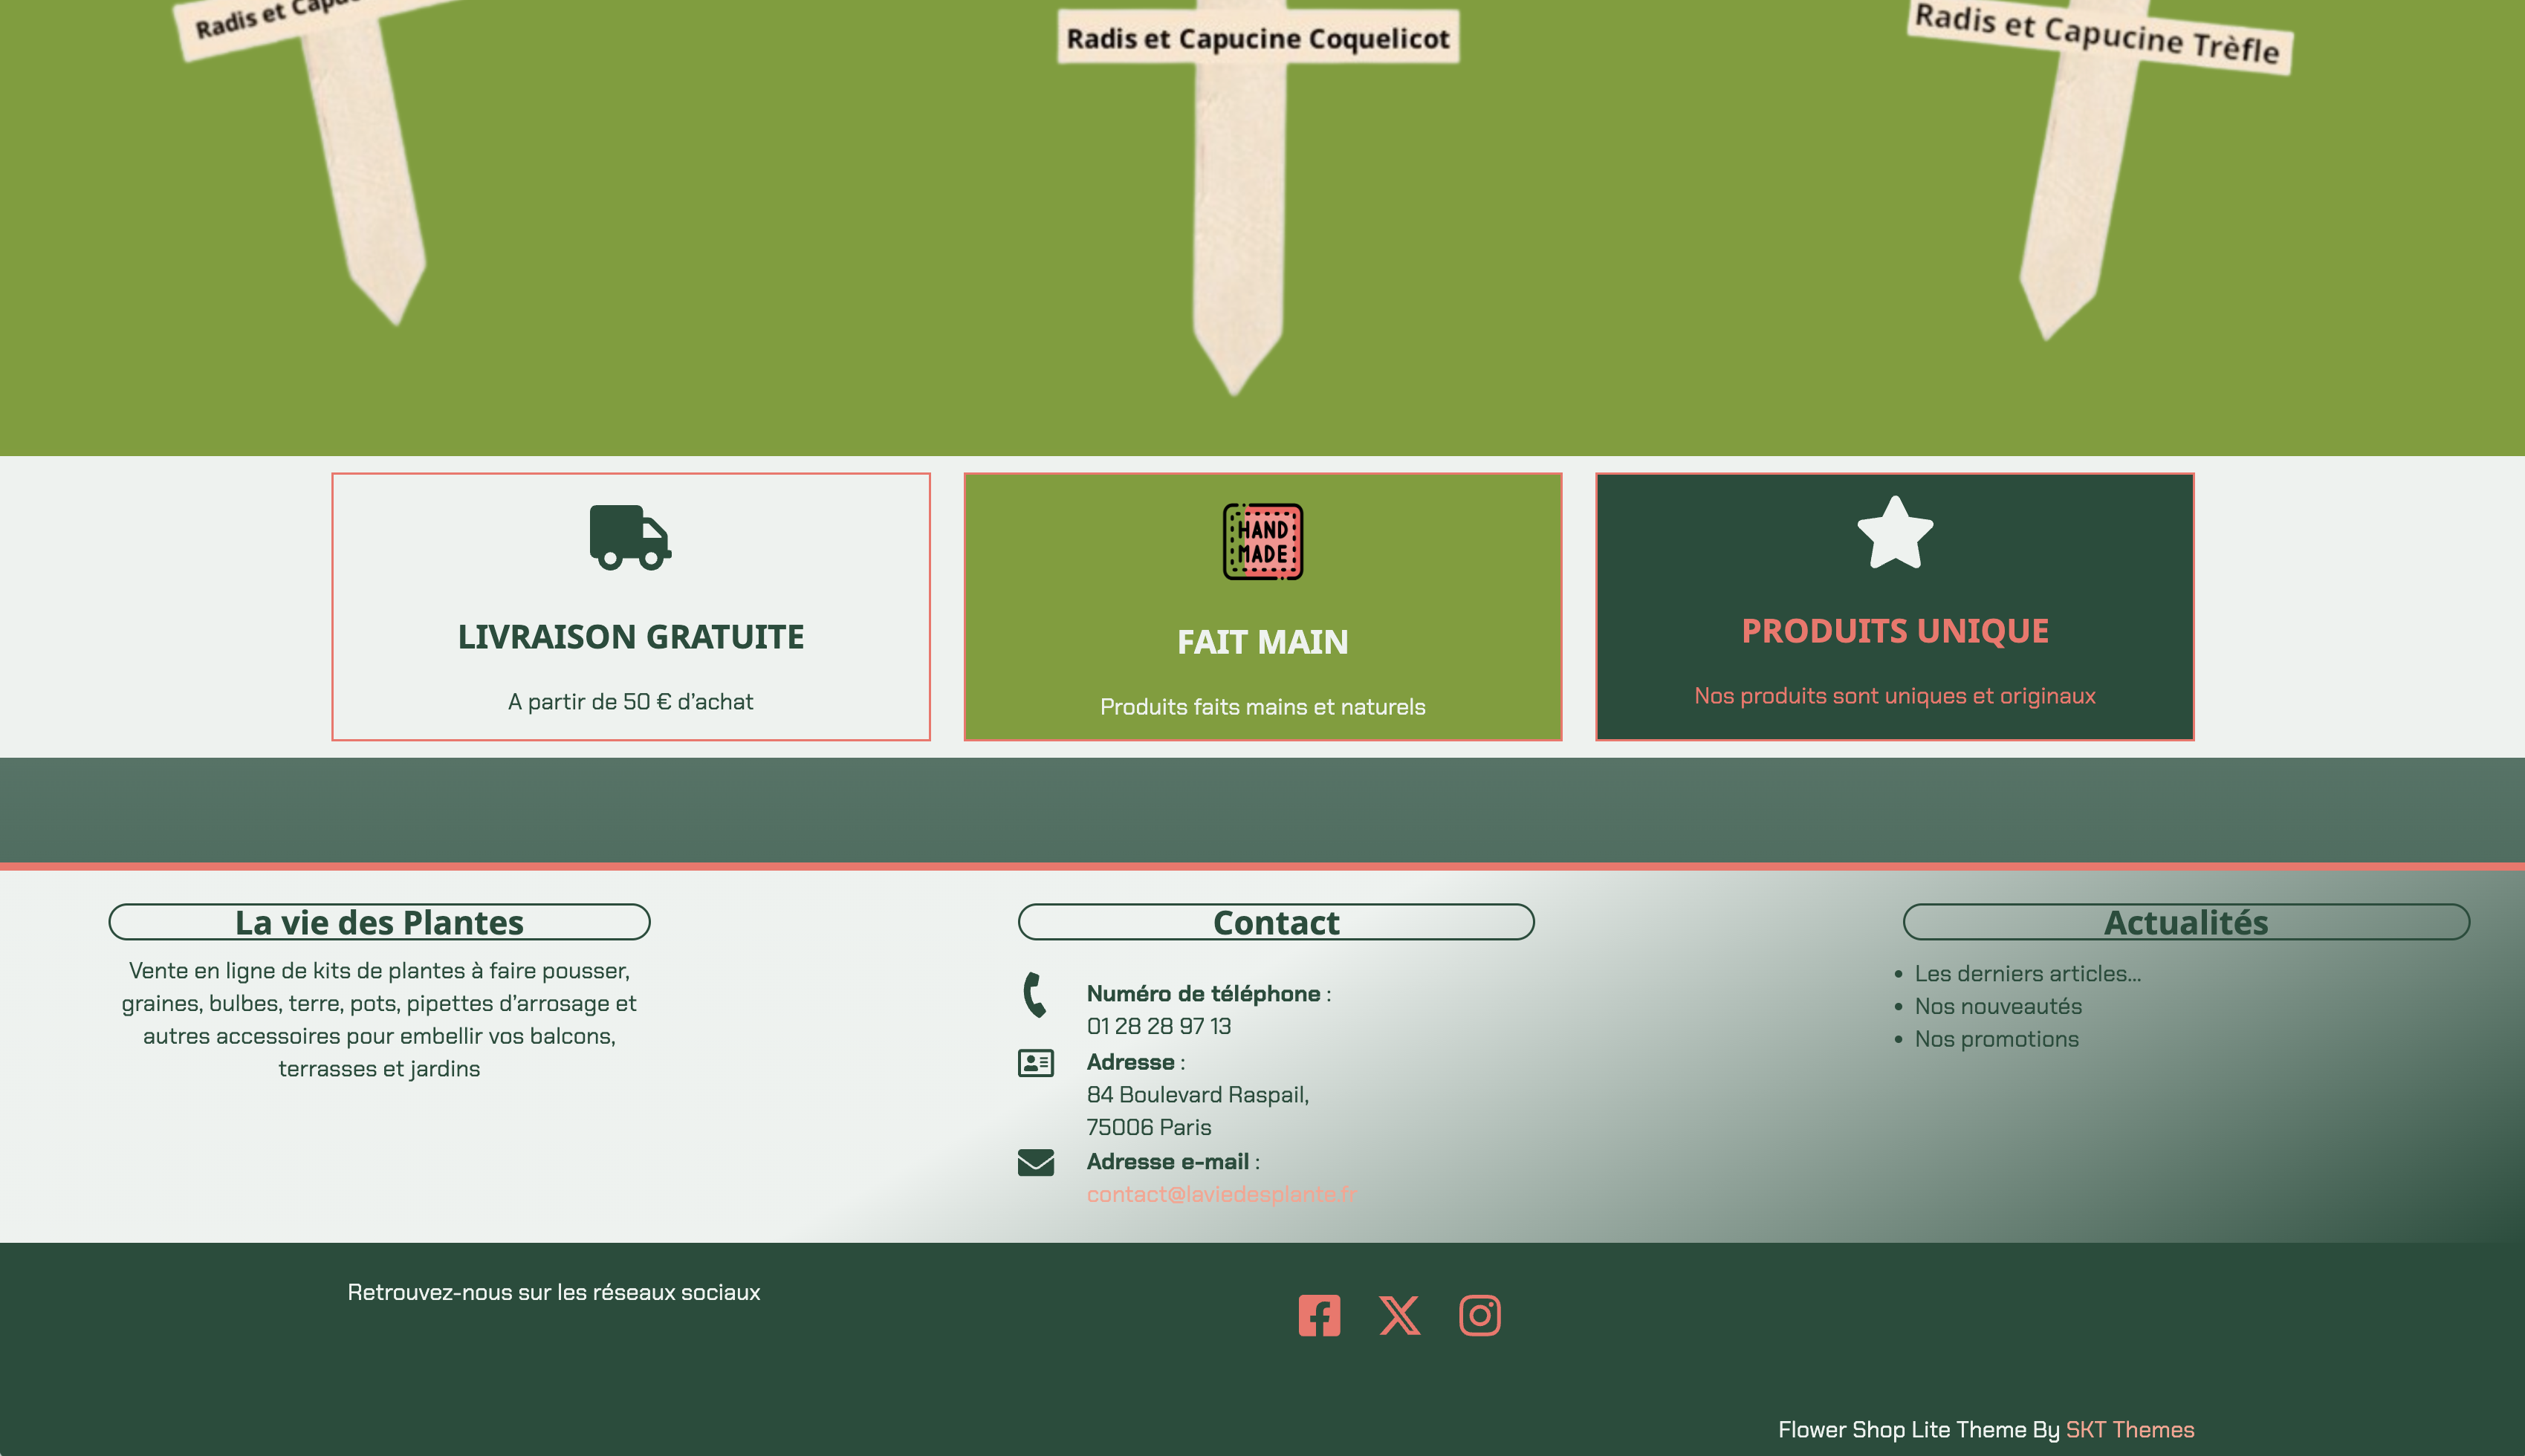 Radis et
Radis et Capucine Coquelicot
Radis et Capucine Trèfle
HAND
MADE
LIVRAISON GRATUITE
FAIT MAIN
PRODUITS UNIQUE
A partir de 50 € d’achat
Produits faits mains et naturels
Nos produits sont uniques et originaux
La vie des Plantes
Vente en ligne de kits de plantes à faire pousser,
graines, bulbes, terre, pots, pipettes d’arrosage et
autres accessoires pour embellir vos balcons,
terrasses et jardins
Contact
Numéro de téléphone :
01 28 28 97 13
Adresse :
84 Boulevard Raspail,
75006 Paris
Adresse e-mail :
contact@laviedesplante.fr
Actualités
Les derniers articles...
Nos nouveautés
Nos promotions
Retrouvez-nous sur les réseaux sociaux
Flower Shop Lite Theme By SKT Themes